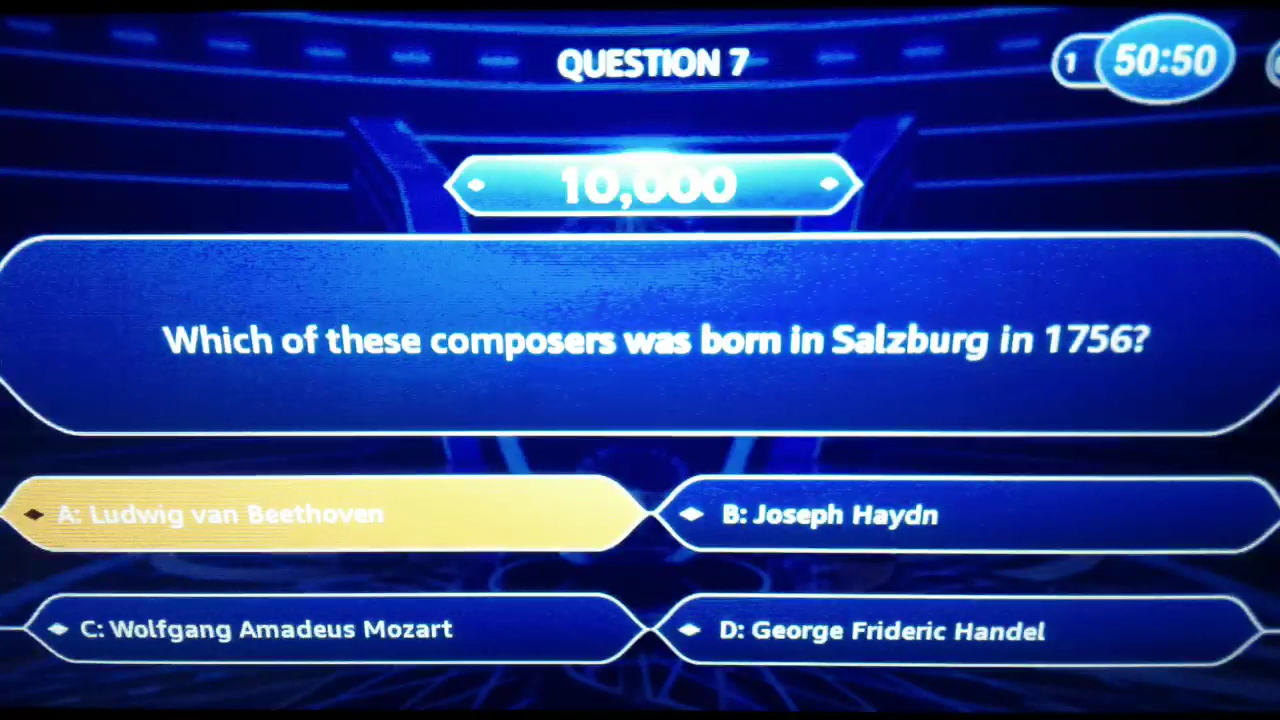 QUESTION 7
1
50:50
10,000
Which of these composers was born in Salzburg in 1756?
A: Ludwig van Beethoven
B: Joseph Haydn
C: Wolfgang Amadeus Mozart
D: George Frideric Handel